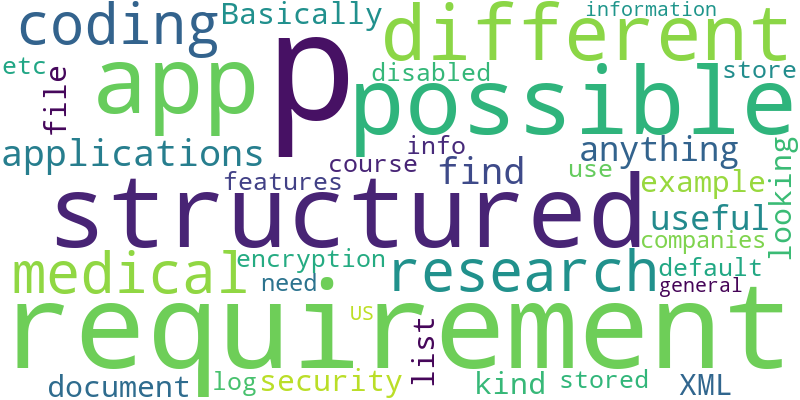 coding
Basically
p
different
information
etc
file
app
disabled
possible
store
applications
info
course
find
anything
looking
structured
features
use
example
useful
companies
medical
encryption
need
research
default
general
requirement
US
list
document
log
security
kind
stored
XML